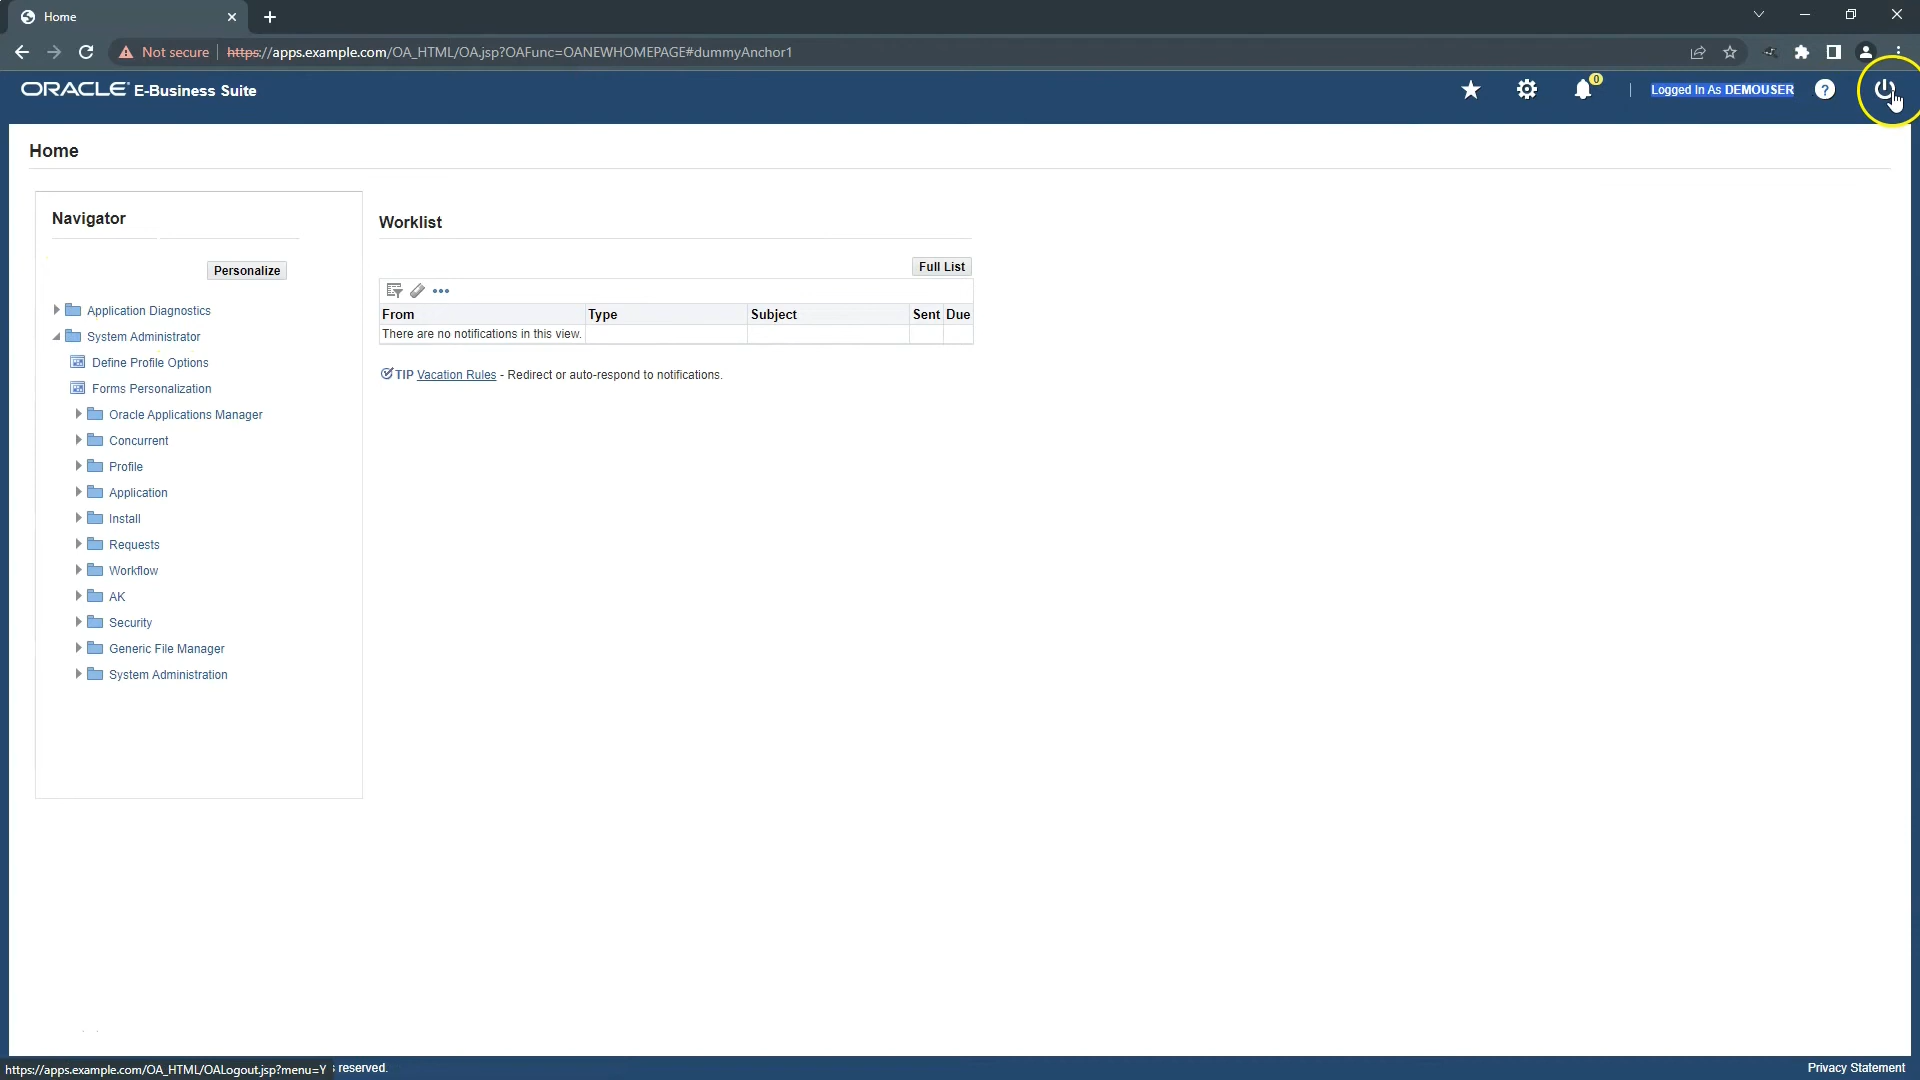 Home
Not secure https://apps.example.com/OA_HTML/OA.jsp?OAFunc=OANEWHOMEPAGE#dummyAnchor1
ORACLE E-Business Suite
0
Logged In As DEMOUSER
?
Home
Navigator
Personalize
Application Diagnostics
System Administrator
Define Profile Options
Forms Personalization
Oracle Applications Manager
Concurrent
Profile
Application
Install
Requests
Workflow
AK
Security
Generic File Manager
System Administration
Worklist
Full List
From Type Subject Sent Due
There are no notifications in this view.
TIP Vacation Rules - Redirect or auto-respond to notifications.
https://apps.example.com/OA_HTML/OALogout.jsp?menu=Y
reserved.
Privacy Statement